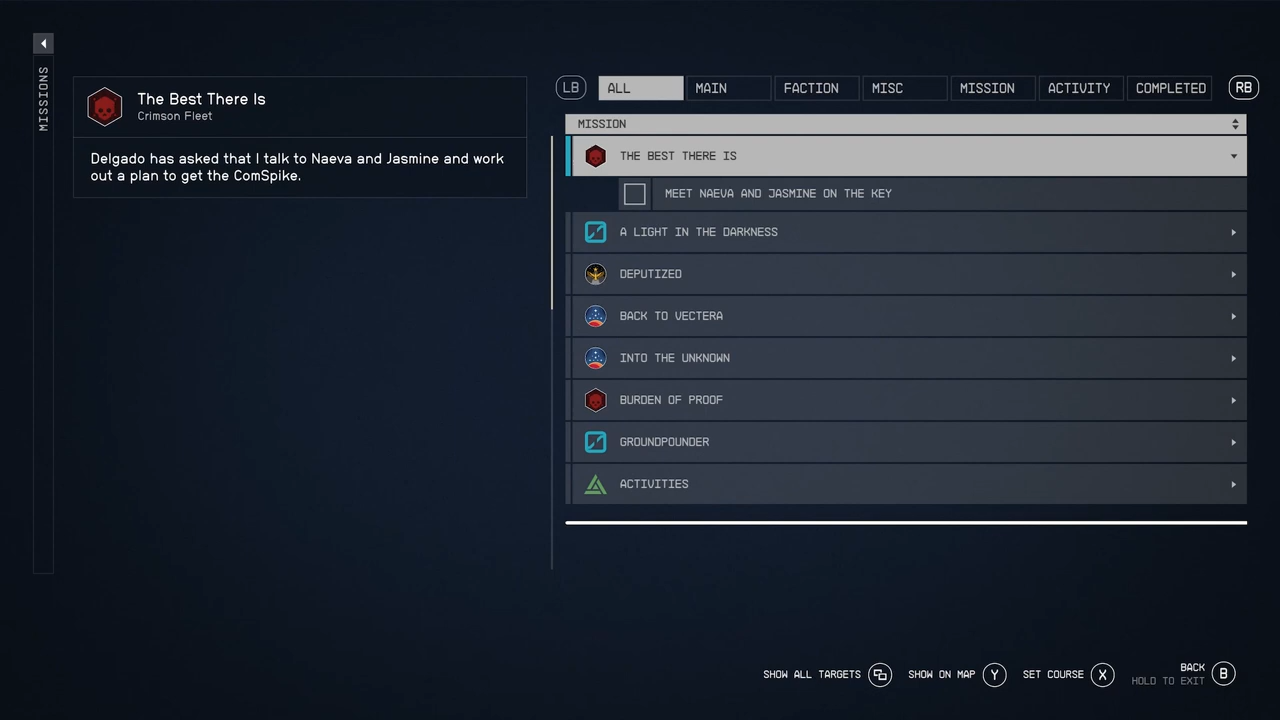 MISSIONS
The Best There Is
Crimson Fleet
Delgado has asked that I talk to Naeva and Jasmine and work
out a plan to get the ComSpike.
LB ALL MAIN FACTION MISC MISSION ACTIVITY COMPLETED RB
MISSION
THE BEST THERE IS
MEET NAEVA AND JASMINE ON THE KEY
A LIGHT IN THE DARKNESS
DEPUTIZED
BACK TO VECTERA
INTO THE UNKNOWN
BURDEN OF PROOF
GROUNDPOUNDER
ACTIVITIES
SHOW ALL TARGETS SHOW ON MAP Y SET COURSE X BACK B
HOLD TO EXIT